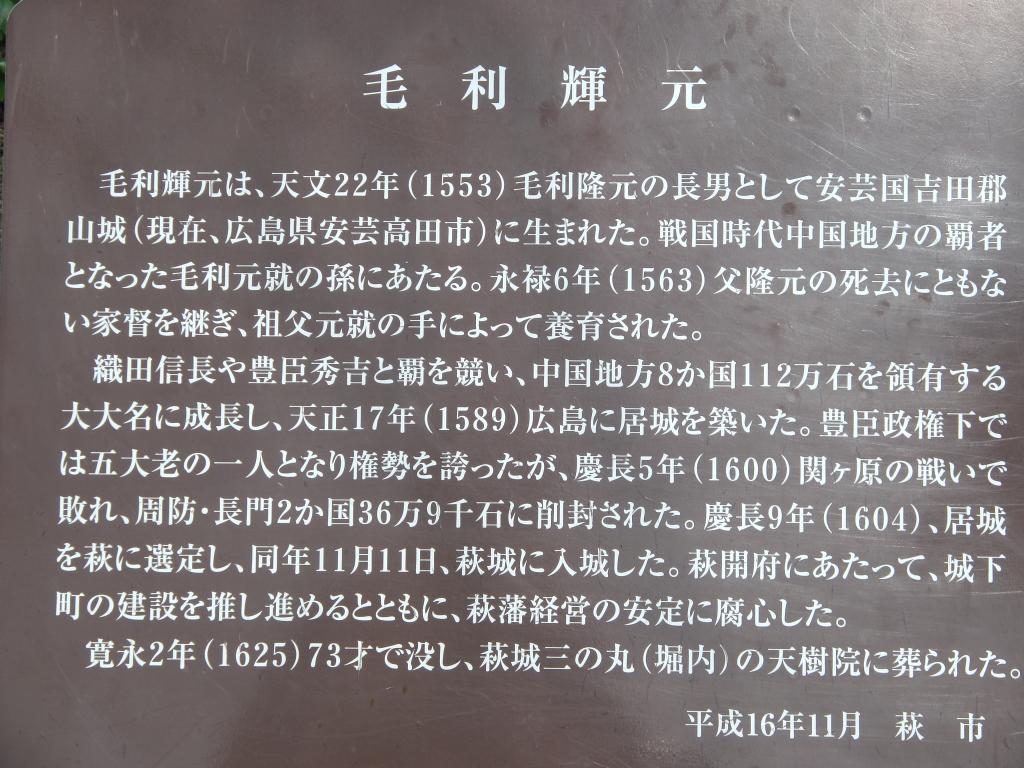 毛利輝元
毛利輝元は、天文22年（1553）毛利隆元の長男として安芸国吉田郡
山城（現在、広島県安芸高田市）に生まれた。戦国時代中国地方の覇者
となった毛利元就の孫にあたる。永禄6年（1563）父隆元の死去にともな
い家督を継ぎ、祖父元就の手によって養育された。
織田信長や豊臣秀吉と覇を競い、中国地方8か国112万石を領有する
大大名に成長し、天正17年（1589）広島に居城を築いた。豊臣政権下で
は五大老の一人となり権勢を誇ったが、慶長5年（1600）関ヶ原の戦いで
敗れ、周防・長門2か国36万9千石に削封された。慶長9年（1604）、居城
を萩に選定し、同年11月11日、萩城に入城した。萩開府にあたって、城下
町の建設を推し進めるとともに、萩藩経営の安定に腐心した。
寛永2年（1625）73才で没し、萩城三の丸（堀内）の天樹院に葬られた。
平成16年11月　萩　市